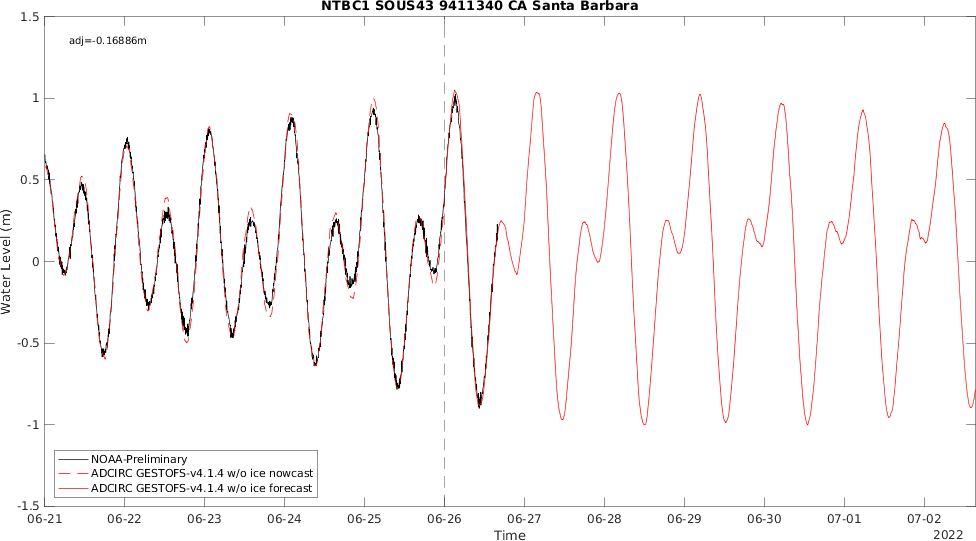 NTBC1 SOUS43 9411340 CA Santa Barbara
adj=-0.16886m
1.5
1
0.5
0
-0.5
-1
-1.5
Water Level (m)
NOAA-Preliminary
ADCIRC GESTOFS-v4.1.4 w/o ice nowcast
ADCIRC GESTOFS-v4.1.4 w/o ice forecast
06-21 06-22 06-23 06-24 06-25 06-26 06-27 06-28 06-29 06-30 07-01 07-02
Time
2022